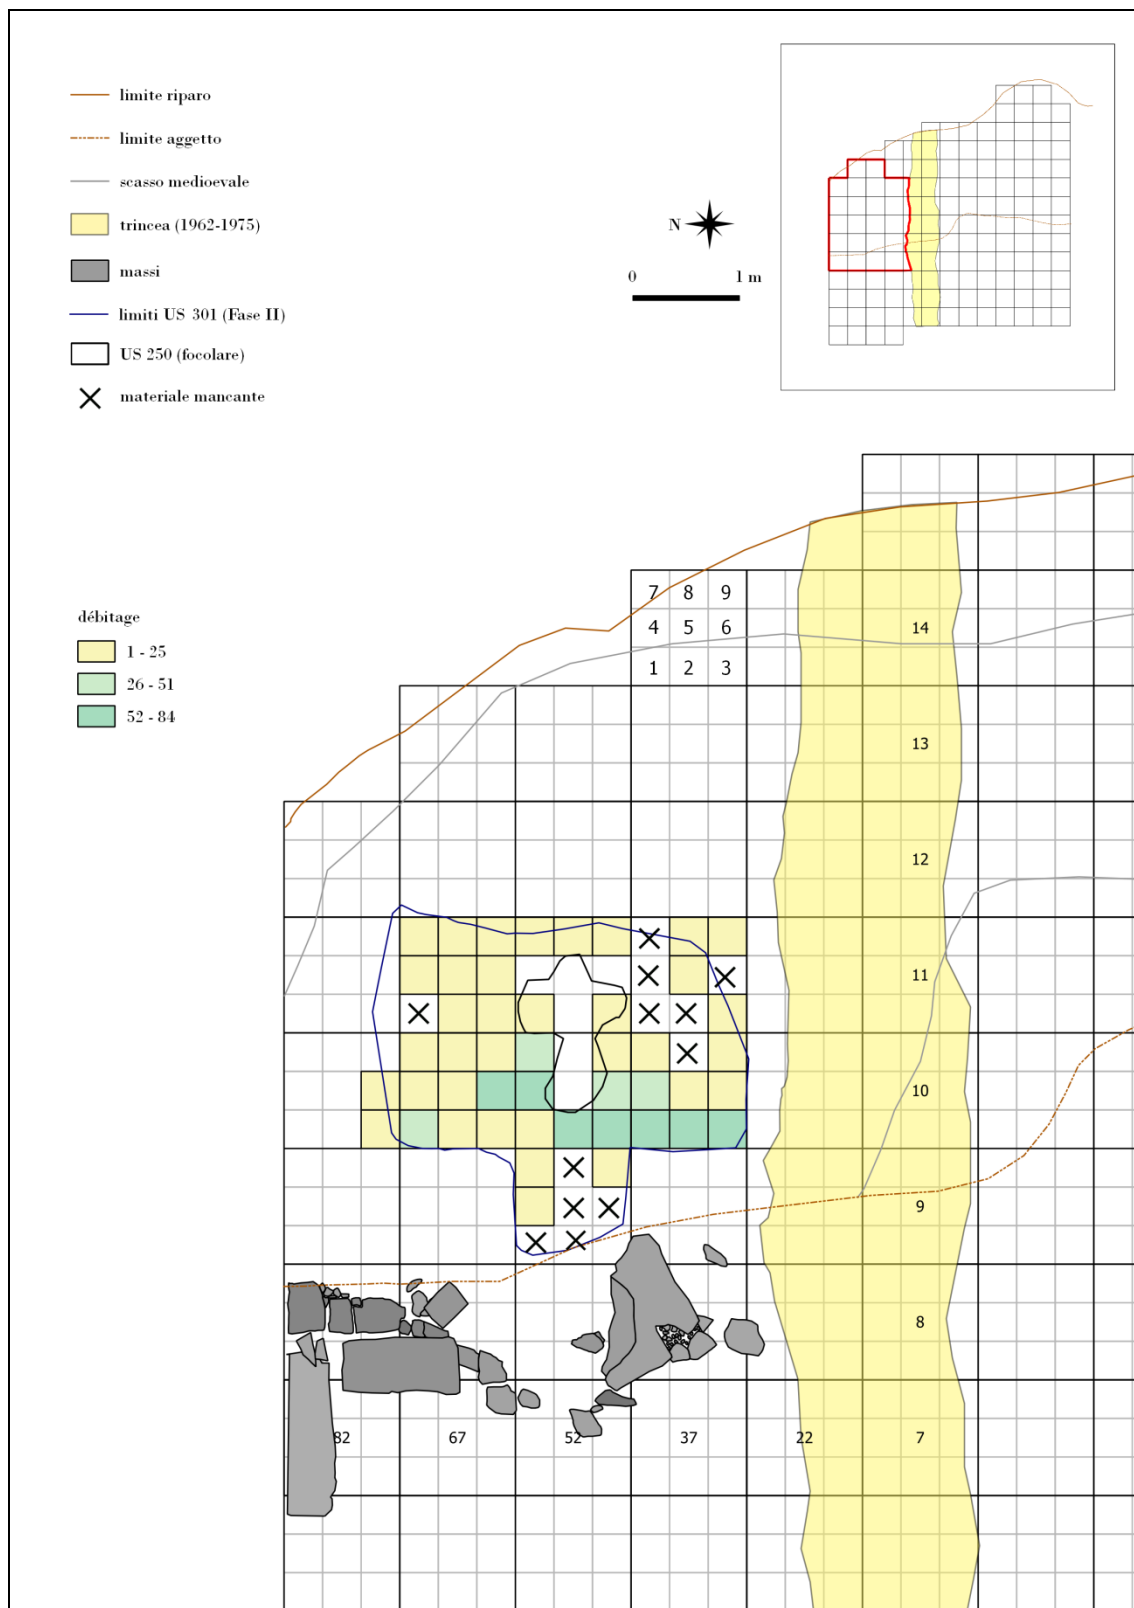 limite riparo
limite aggetto
scasso medioevale
trincea (1962-1975)
massi
limiti US 301 (Fase II)
US 250 (focolare)
materiale mancante
N
0 1 m
débitage
1 - 25
26 - 51
52 - 84
7 8 9
4 5 6
1 2 3
14
13
12
11
10
9
8
82 67 52 37 22 7